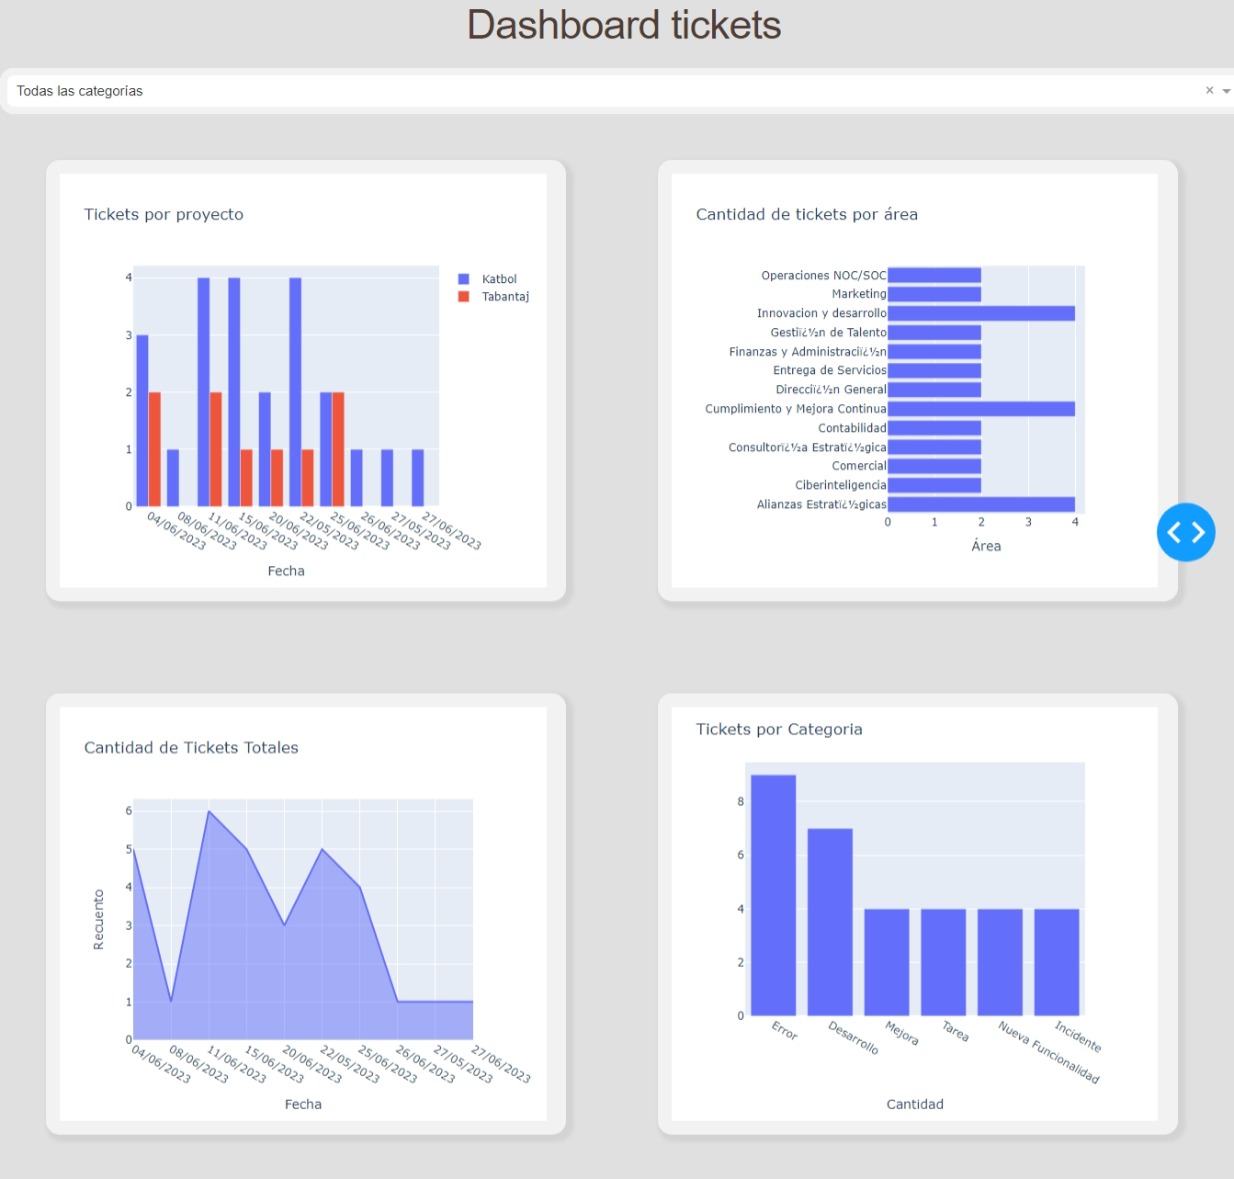 Dashboard tickets
Todas las categorías
×
Tickets por proyecto
4
3
2
1
0
04/06/2023
08/06/2023
11/06/2023
15/06/2023
20/06/2023
22/05/2023
25/06/2023
26/06/2023
27/05/2023
27/06/2023
Fecha
Katbol
Tabantaj
Cantidad de tickets por área
Operaciones NOC/SOC
Marketing
Innovacion y desarrollo
Gestiï¿½n de Talento
Finanzas y Administraciï¿½n
Entrega de Servicios
Direcciï¿½n General
Cumplimiento y Mejora Continua
Contabilidad
Consultorï¿½a Estratï¿½gica
Comercial
Ciberinteligencia
Alianzas Estratï¿½gicas
0 1 2 3 4
Área
Cantidad de Tickets Totales
Recuento
6
5
4
3
2
1
0
04/06/2023
08/06/2023
11/06/2023
15/06/2023
20/06/2023
22/05/2023
25/06/2023
26/06/2023
27/05/2023
27/06/2023
Fecha
Tickets por Categoria
8
6
4
2
0
Error
Desarrollo
Mejora
Tarea
Nueva Funcionalidad
Incidente
Cantidad